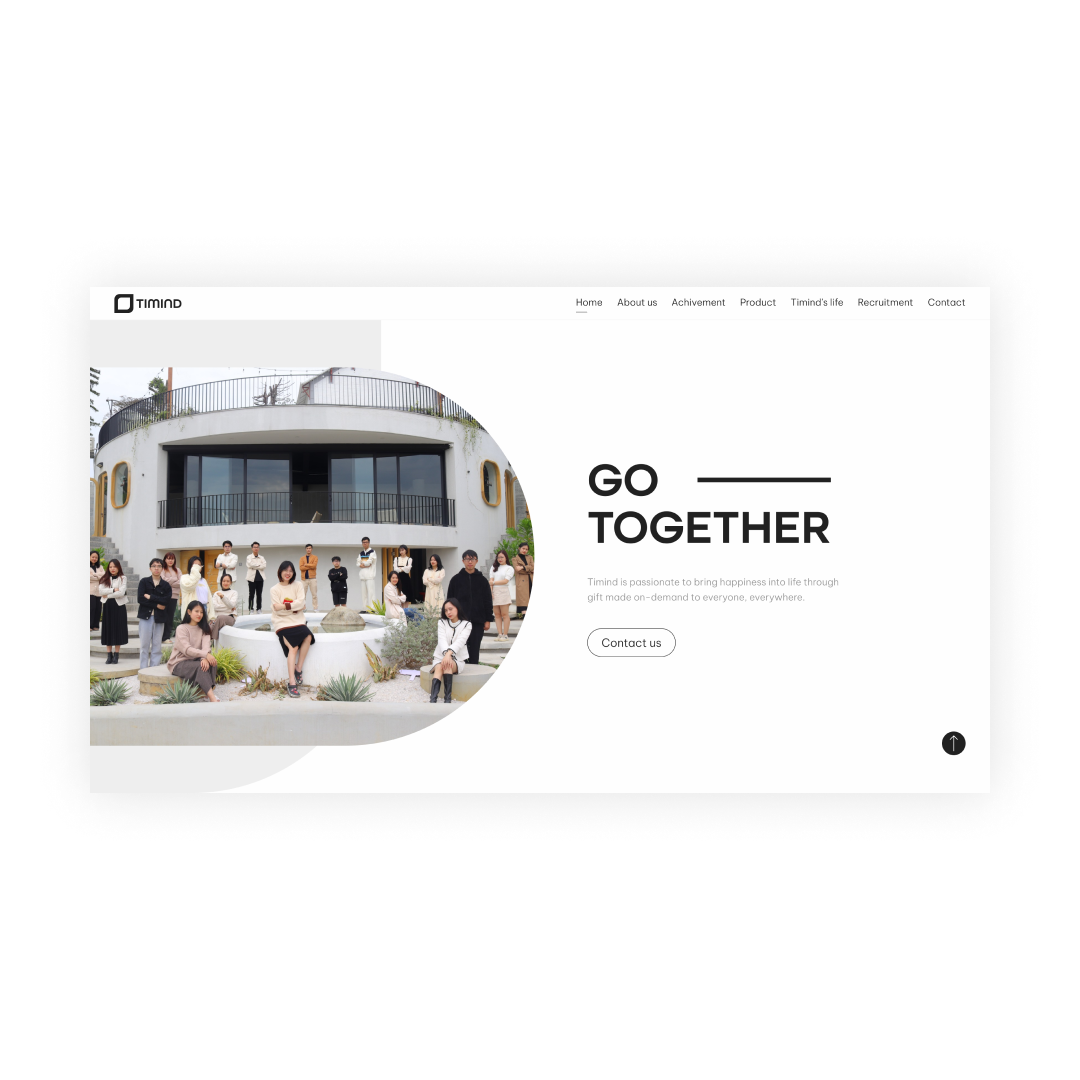 TIMIND
Home About us Achivement Product Timind's life Recruitment Contact
GO
TOGETHER
Timind is passionate to bring happiness into life through
gift made on-demand to everyone, everywhere.
Contact us